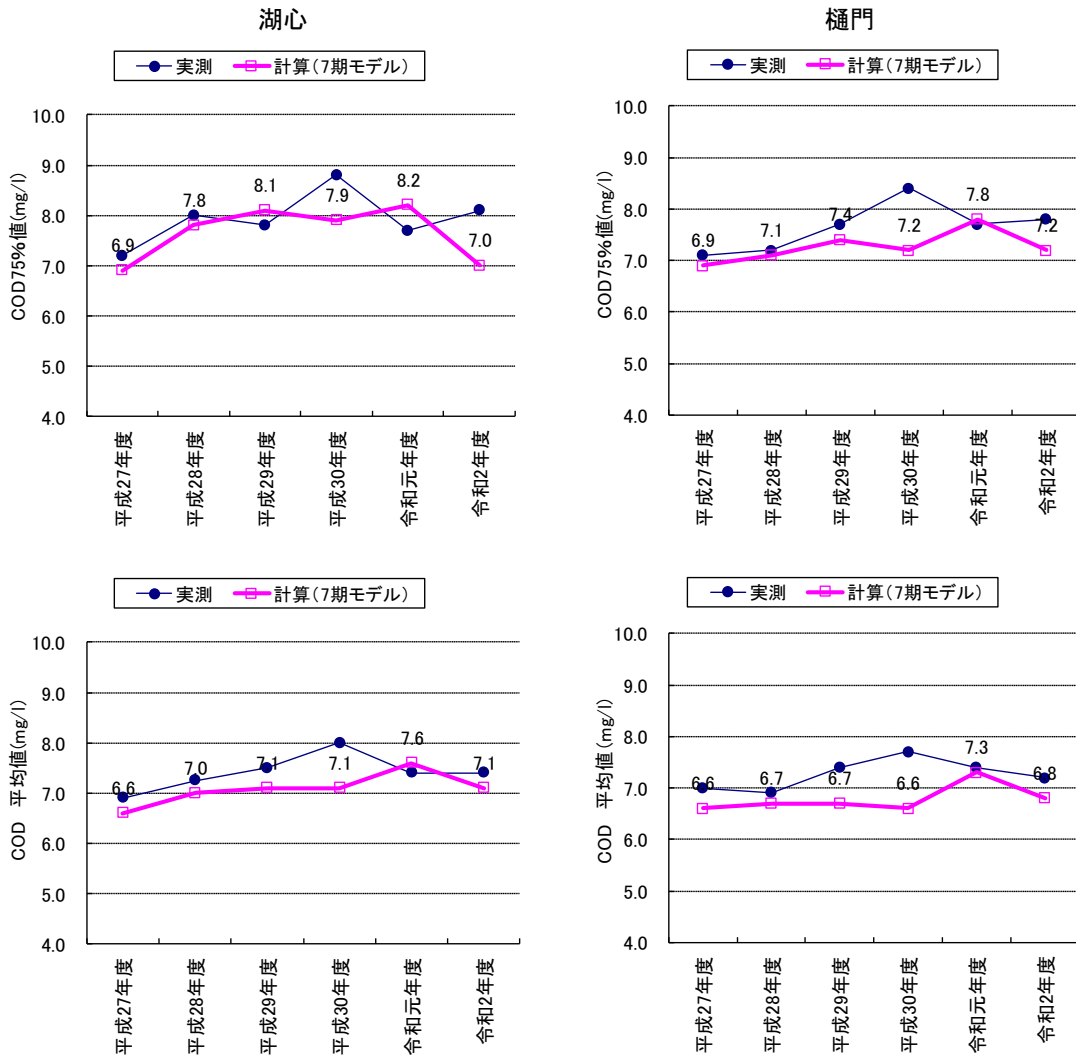 湖心
実測 計算(7期モデル)
COD75%値(mg/l)
10.0
9.0
8.0
7.0
6.0
5.0
4.0
6.9 7.8 8.1 7.9 8.2 7.0
平成27年度
平成28年度
平成29年度
平成30年度
令和元年度
令和2年度
樋門
実測 計算(7期モデル)
COD75%値(mg/l)
10.0
9.0
8.0
7.0
6.0
5.0
4.0
6.9 7.1 7.4 7.2 7.8 7.2
平成27年度
平成28年度
平成29年度
平成30年度
令和元年度
令和2年度
実測 計算(7期モデル)
COD 平均値(mg/l)
10.0
9.0
8.0
7.0
6.0
5.0
4.0
6.6 7.0 7.1 7.1 7.6 7.1
平成27年度
平成28年度
平成29年度
平成30年度
令和元年度
令和2年度
実測 計算(7期モデル)
COD 平均値(mg/l)
10.0
9.0
8.0
7.0
6.0
5.0
4.0
6.6 6.7 6.7 6.6 7.3 6.8
平成27年度
平成28年度
平成29年度
平成30年度
令和元年度
令和2年度